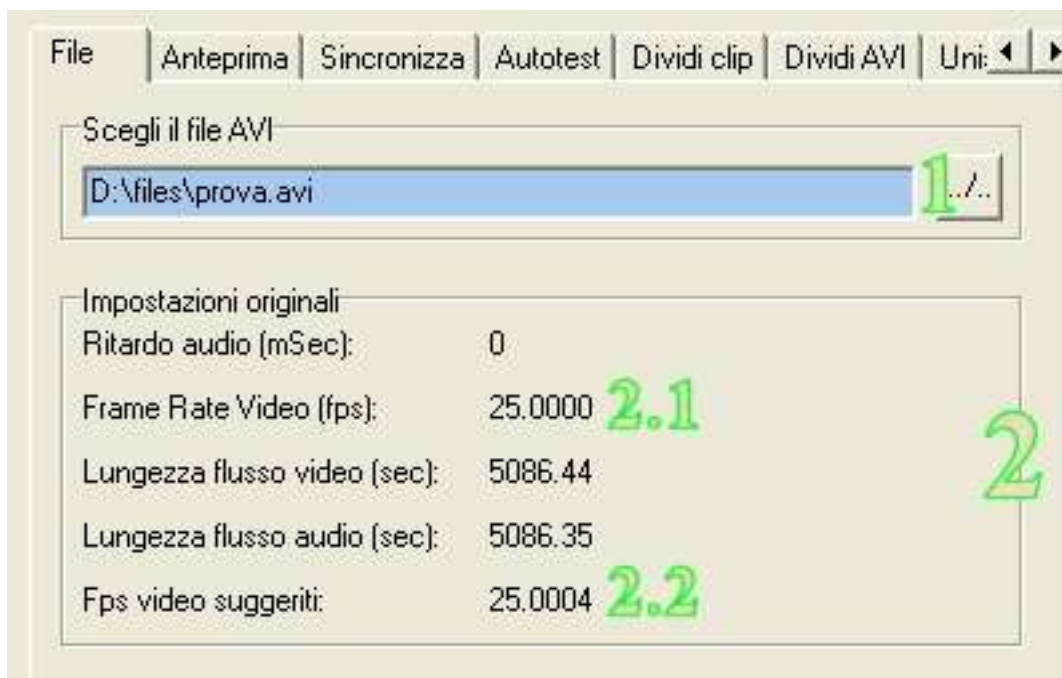 File Anteprima Sincronizza Autotest Dividi clip Dividi AVI
Scegli il file AVI
D:\files\prova.avi 1 ../..
Impostazioni originali
Ritardo audio (mSec): 0
Frame Rate Video (fps): 25.0000 2.1
2
Lungezza flusso video (sec): 5086.44
Lungezza flusso audio (sec): 5086.35
Fps video suggeriti: 25.0004 2.2